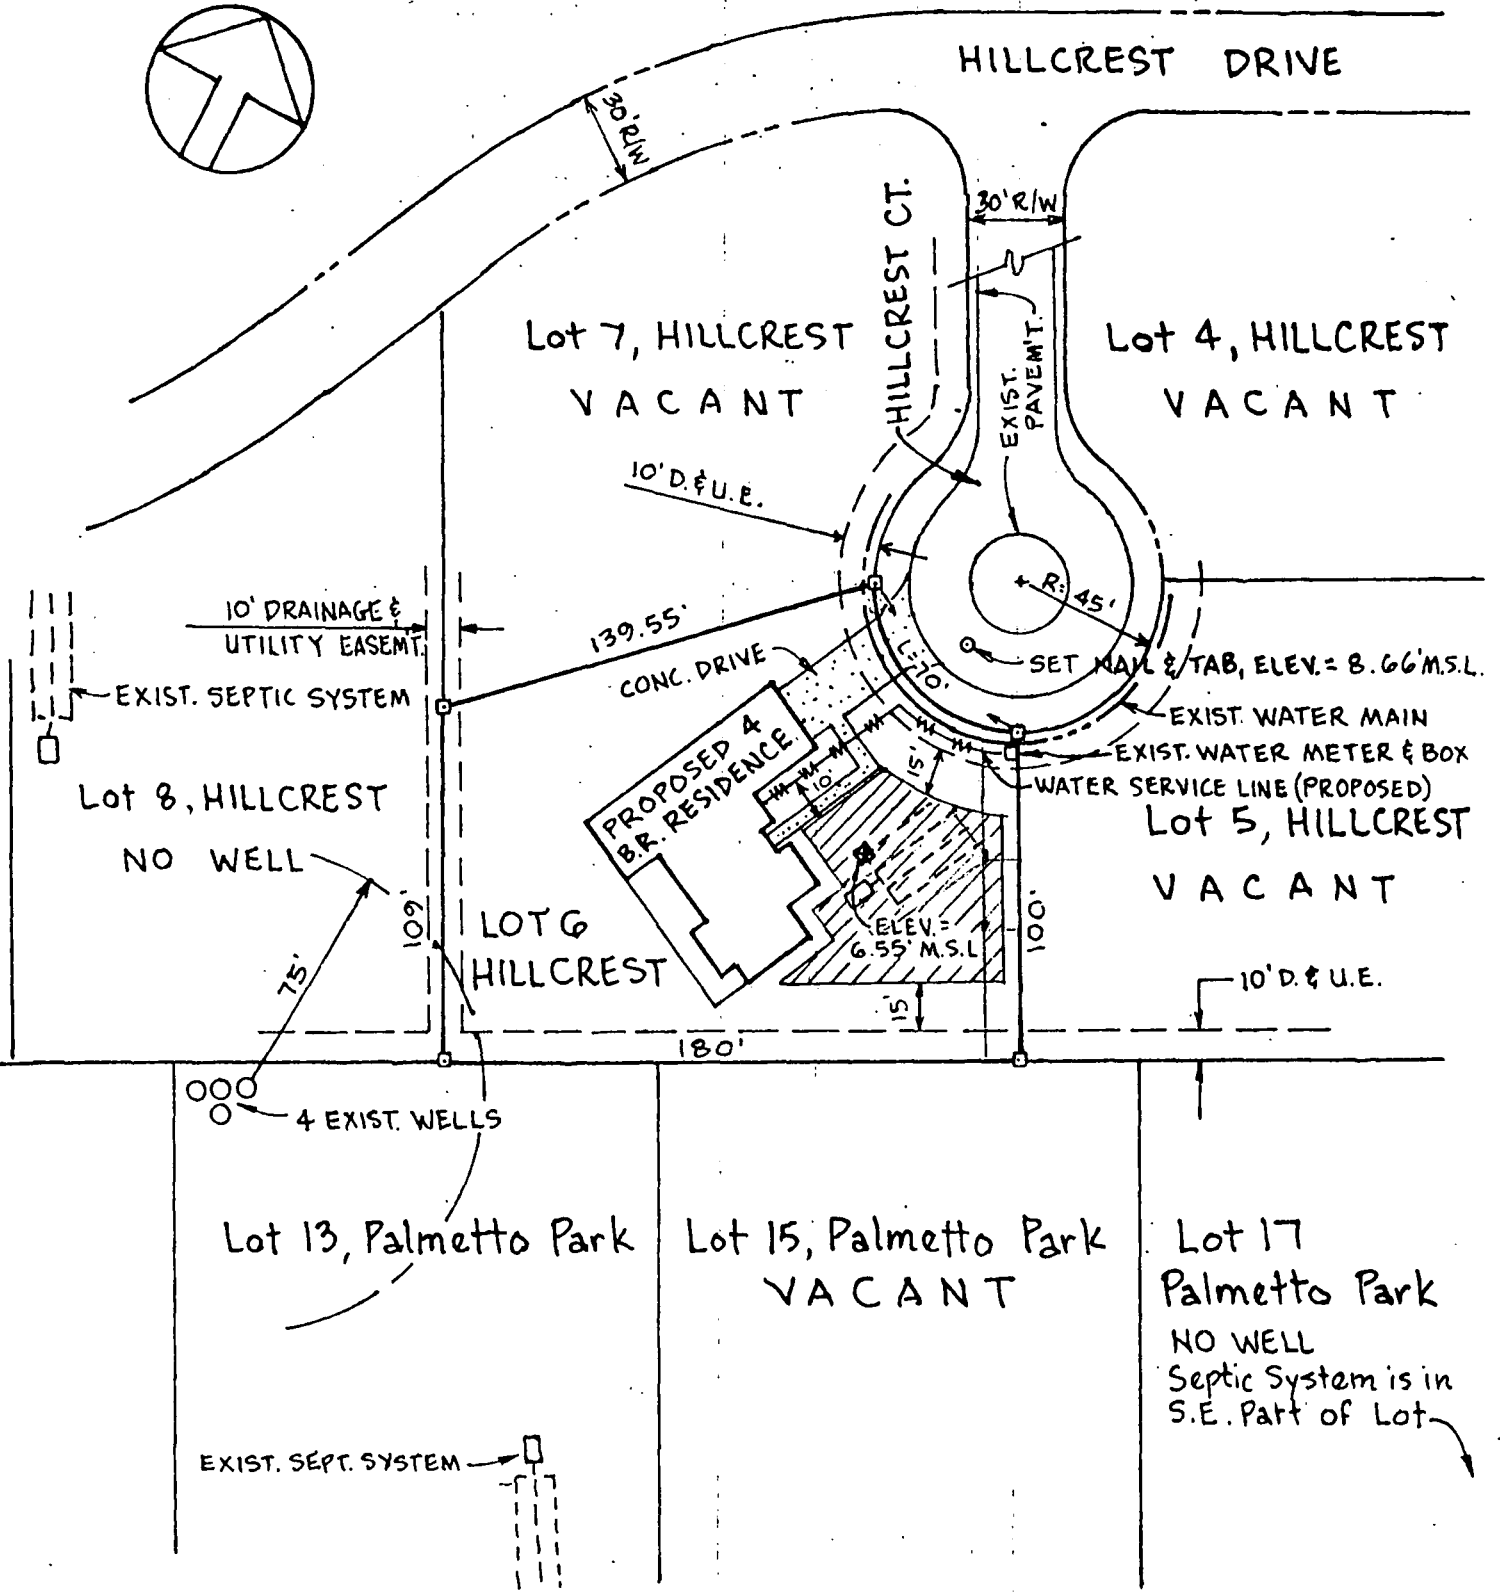 HILLCREST DRIVE
30' R/W
30' R/W
HILLCREST CT.
EXIST.
PAVEM'T.
Lot 7, HILLCREST
VACANT
Lot 4, HILLCREST
VACANT
10' D. & U.E.
10' DRAINAGE &
UTILITY EASEM'T.
139.55'
R = 45'
EXIST. SEPTIC SYSTEM
CONC. DRIVE
L=70'
SET NAIL & TAB, ELEV. = 8.66' M.S.L.
EXIST. WATER MAIN
EXIST. WATER METER & BOX
WATER SERVICE LINE (PROPOSED)
PROPOSED 4
B.R. RESIDENCE
10'
15'
Lot 8, HILLCREST
NO WELL
Lot 5, HILLCREST
VACANT
109'
75'
LOT 6
HILLCREST
ELEV. =
6.55' M.S.L
100'
15'
10' D. & U.E.
180'
4 EXIST. WELLS
Lot 13, Palmetto Park
Lot 15, Palmetto Park
VACANT
Lot 17
Palmetto Park
NO WELL
Septic System is in
S.E. Part of Lot
EXIST. SEPT. SYSTEM